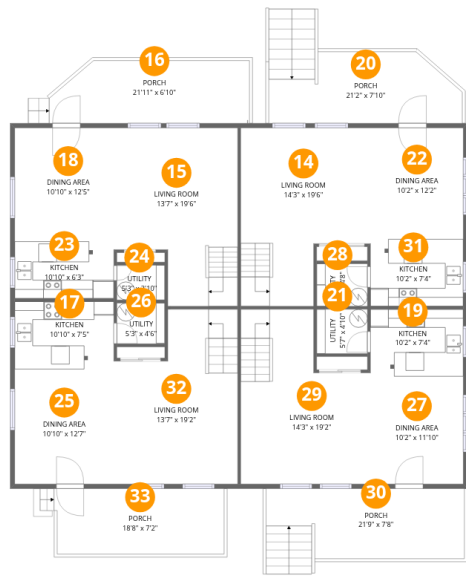 16
PORCH
21'11" x 6'10"
20
PORCH
21'2" x 7'10"
18
DINING AREA
10'10" x 12'5"
15
LIVING ROOM
13'7" x 19'6"
14
LIVING ROOM
14'3" x 19'6"
22
DINING AREA
10'2" x 12'2"
23
KITCHEN
10'10" x 6'3"
24
UTILITY
28
31
KITCHEN
10'2" x 7'4"
17
KITCHEN
10'10" x 7'5"
26
UTILITY
5'3" x 4'6"
21
UTILITY
5'7" x 4'10"
19
KITCHEN
10'2" x 7'4"
25
DINING AREA
10'10" x 12'7"
32
LIVING ROOM
13'7" x 19'2"
29
LIVING ROOM
14'3" x 19'2"
27
DINING AREA
10'2" x 11'10"
33
PORCH
18'8" x 7'2"
30
PORCH
21'9" x 7'8"